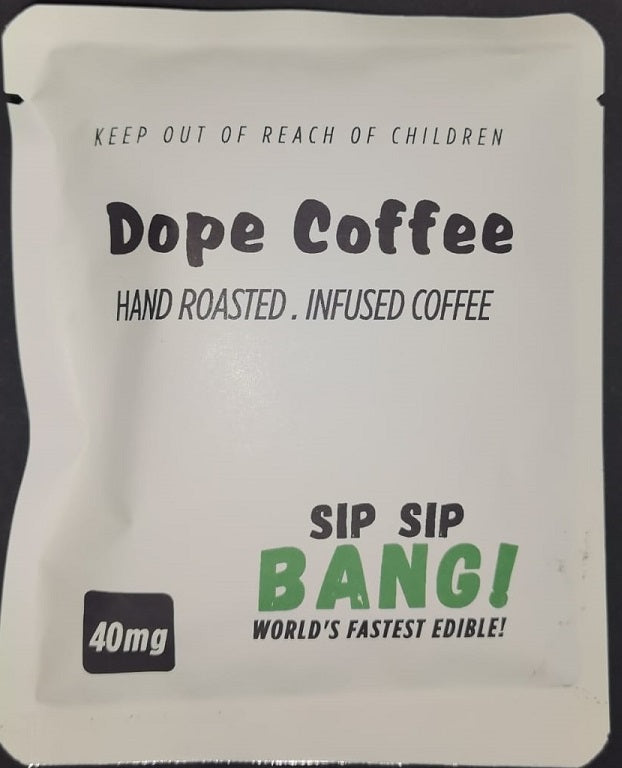 KEEP OUT OF REACH OF CHILDREN
Dope Coffee
HAND ROASTED . INFUSED COFFEE
SIP SIP
BANG!
WORLD'S FASTEST EDIBLE!
40mg